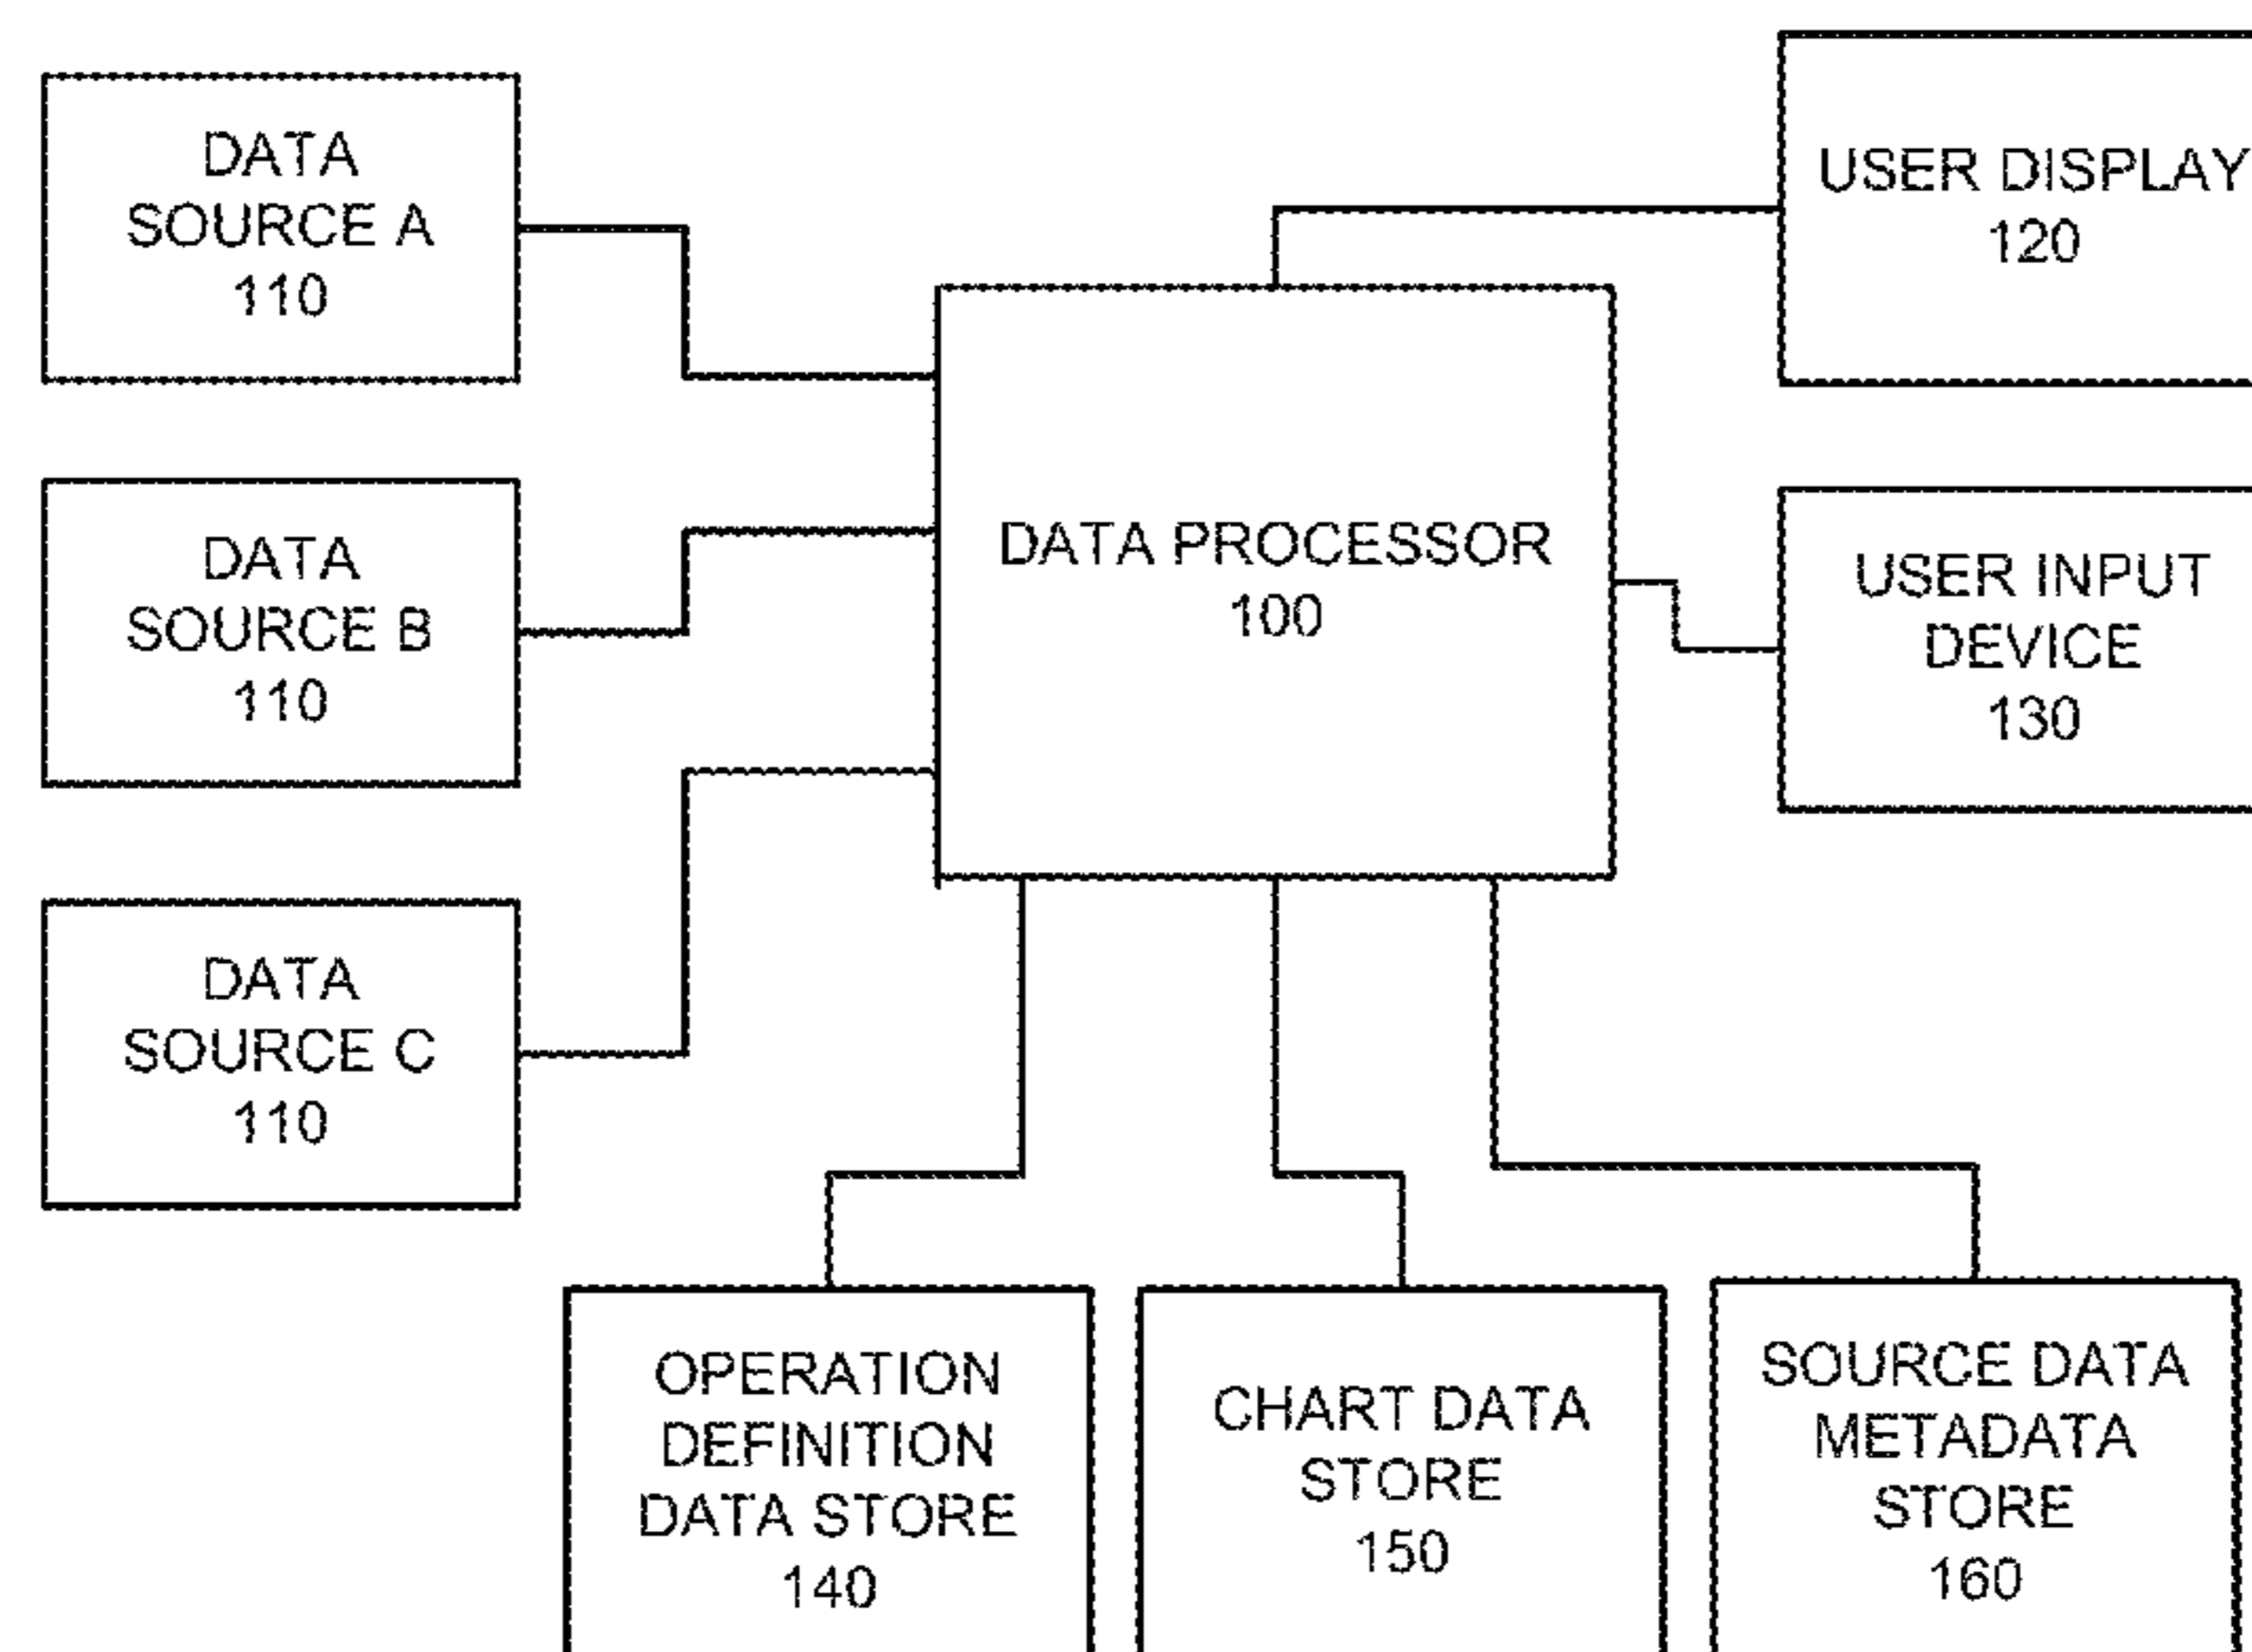 DATA
SOURCE A
110
USER DISPLAY
120
DATA PROCESSOR
100
DATA
SOURCE B
110
USER INPUT
DEVICE
130
DATA
SOURCE C
110
OPERATION
DEFINITION
DATA STORE
140
CHART DATA
STORE
150
SOURCE DATA
METADATA
STORE
160